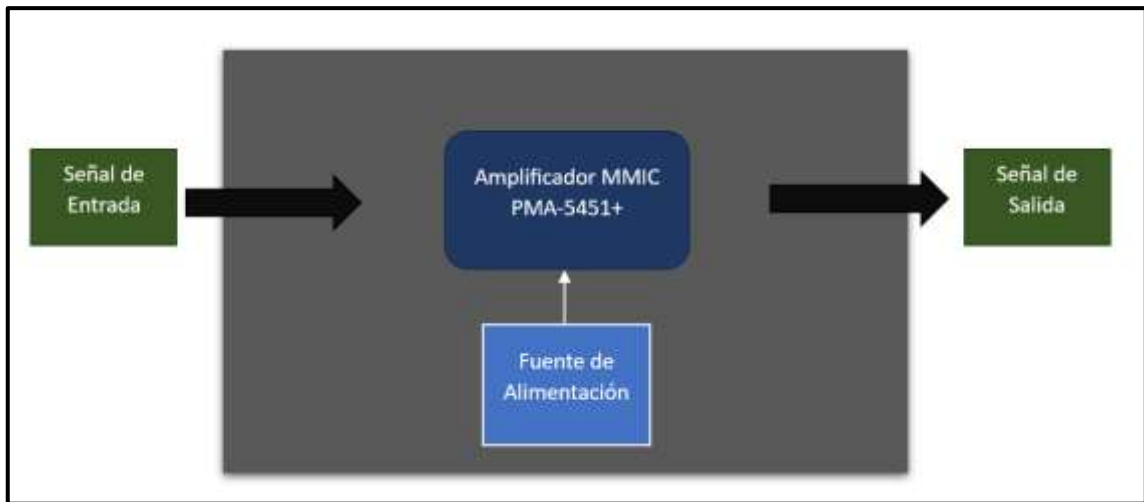 Señal de
Entrada
Amplificador MMIC
PMA-5451+
Señal de
Salida
Fuente de
Alimentación